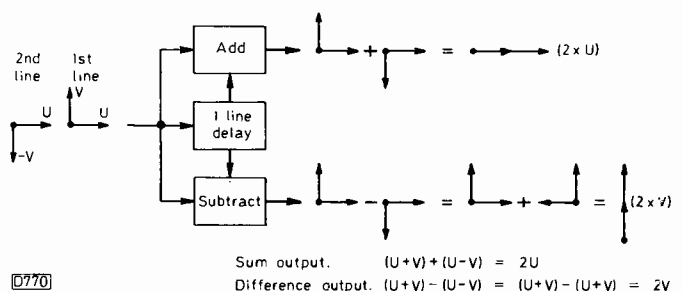 Add
(2 x U)
2nd line
1st line
V
U
U
-V
1 line delay
Subtract
(2 x V)
Sum output. (U+V)+(U-V) = 2U
Difference output. (U+V)-(U-V) = (U+V)-(U+V) = 2V
D770